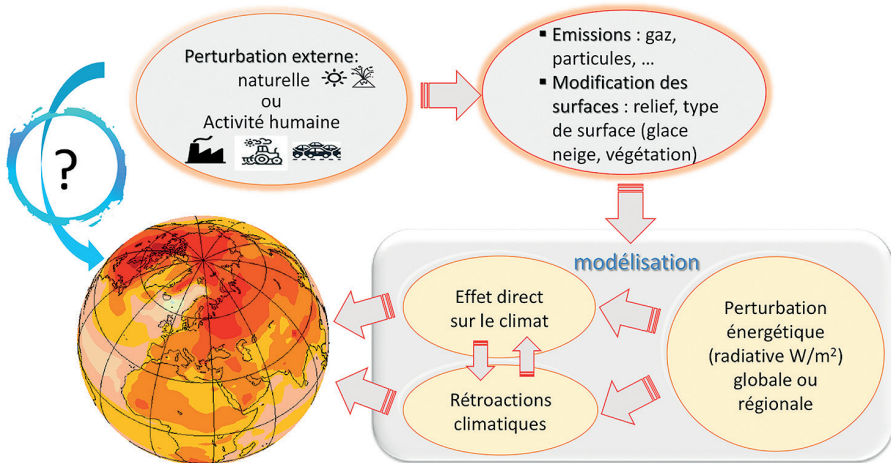 Perturbation externe:
naturelle
ou
Activité humaine
▪ Emissions : gaz,
particules, ...
▪ Modification des
surfaces : relief, type
de surface (glace
neige, végétation)
?
modélisation
Effet direct
sur le climat
Rétroactions
climatiques
Perturbation
énergétique
(radiative W/m²)
globale ou
régionale